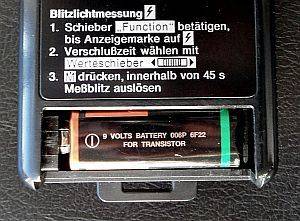 Blitzlichtmessung
1. Schieber „Function" betätigen,
bis Anzeigemarke auf
2. Verschlußzeit wählen mit
Werteschieber
3. drücken, innerhalb von 45 s
Meßblitz auslösen
9 VOLTS BATTERY 006P 6F22
FOR TRANSISTOR